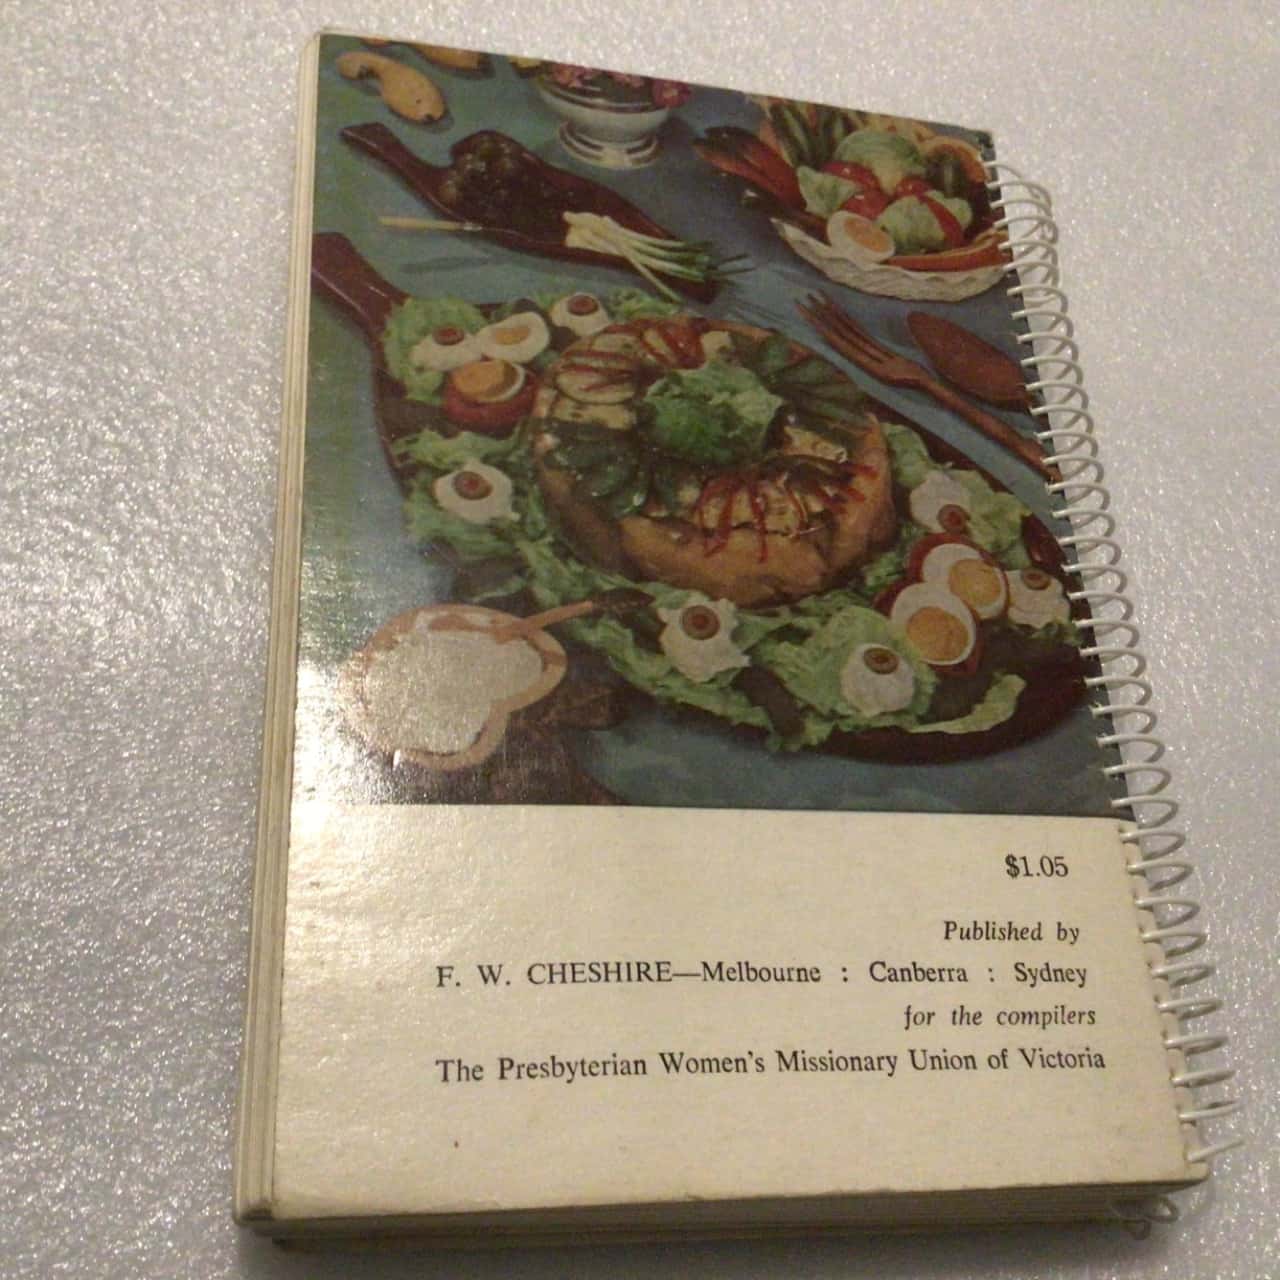 $1.05
Published by
F. W. CHESHIRE—Melbourne : Canberra : Sydney
for the compilers
The Presbyterian Women's Missionary Union of Victoria